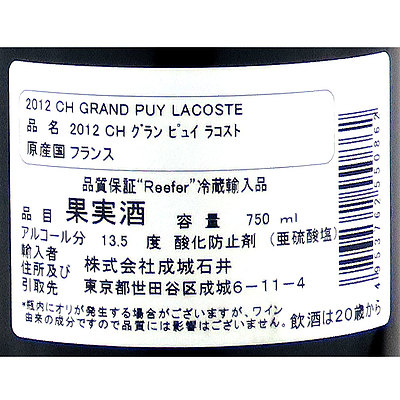 2012 CH GRAND PUY LACOSTE
品 名 2012 CH グラン ピュイ ラコスト
原産国 フランス
品質保証“Reefer”冷蔵輸入品
品目 果実酒 容量 750 ml
アルコール分 13.5 度 酸化防止剤 (亜硫酸塩)
輸入者
住所及び 株式会社成城石井
引取先 東京都世田谷区成城6-11-4
*瓶内にオリが発生する場合がございますが、ワイン
由来の成分ですので品質には影響はございません。
飲酒は20歳から
4953762550867